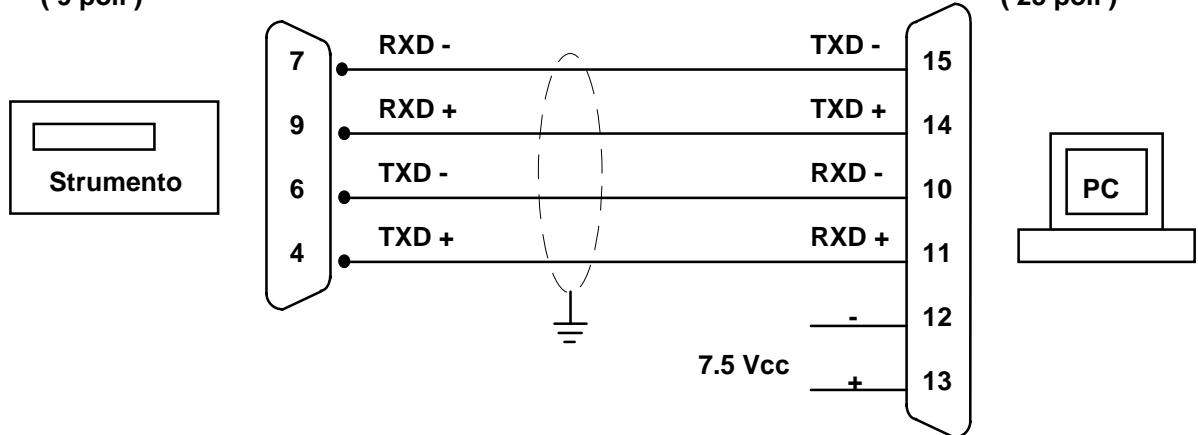 ( 9 poli )
( 25 poli )
7 RXD - TXD - 15
9 RXD + TXD + 14
Strumento
6 TXD - RXD - 10
PC
4 TXD + RXD + 11
- 12
7.5 Vcc
+ 13